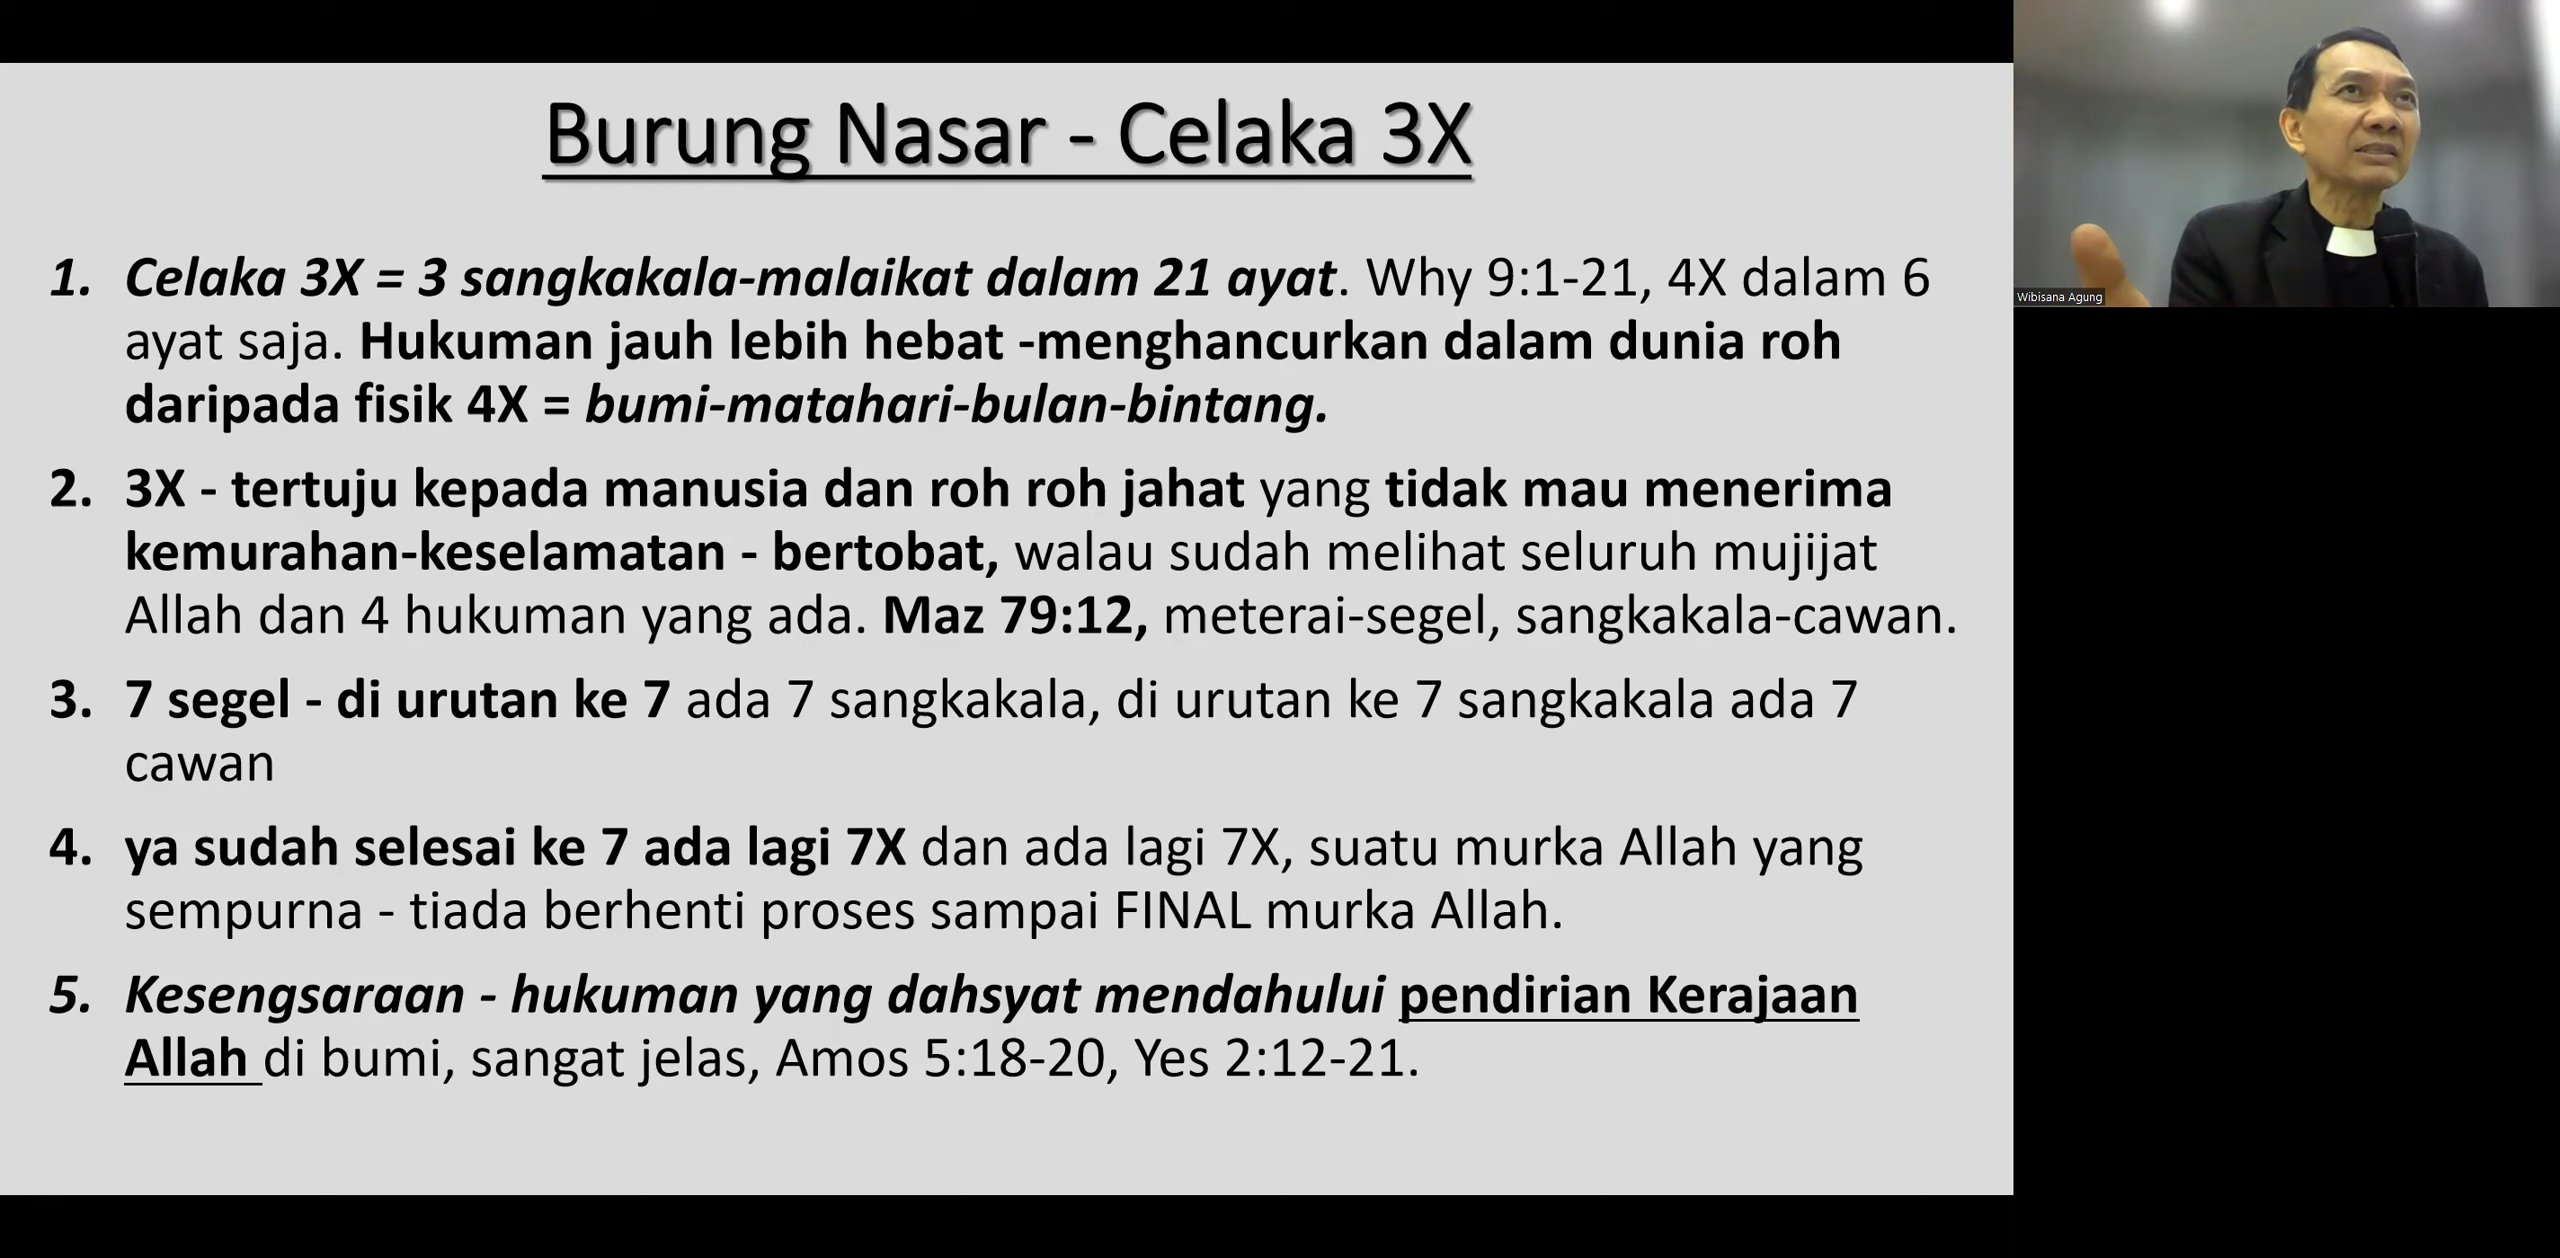 Burung Nasar - Celaka 3X
1. Celaka 3X = 3 sangkakala-malaikat dalam 21 ayat. Why 9:1-21, 4X dalam 6
ayat saja. Hukuman jauh lebih hebat -menghancurkan dalam dunia roh
daripada fisik 4X = bumi-matahari-bulan-bintang.
2. 3X - tertuju kepada manusia dan roh roh jahat yang tidak mau menerima
kemurahan-keselamatan - bertobat, walau sudah melihat seluruh mujijat
Allah dan 4 hukuman yang ada. Maz 79:12, meterai-segel, sangkakala-cawan.
3. 7 segel - di urutan ke 7 ada 7 sangkakala, di urutan ke 7 sangkakala ada 7
cawan
4. ya sudah selesai ke 7 ada lagi 7X dan ada lagi 7X, suatu murka Allah yang
sempurna - tiada berhenti proses sampai FINAL murka Allah.
5. Kesengsaraan - hukuman yang dahsyat mendahului pendirian Kerajaan
Allah di bumi, sangat jelas, Amos 5:18-20, Yes 2:12-21.
Wibisana Agung